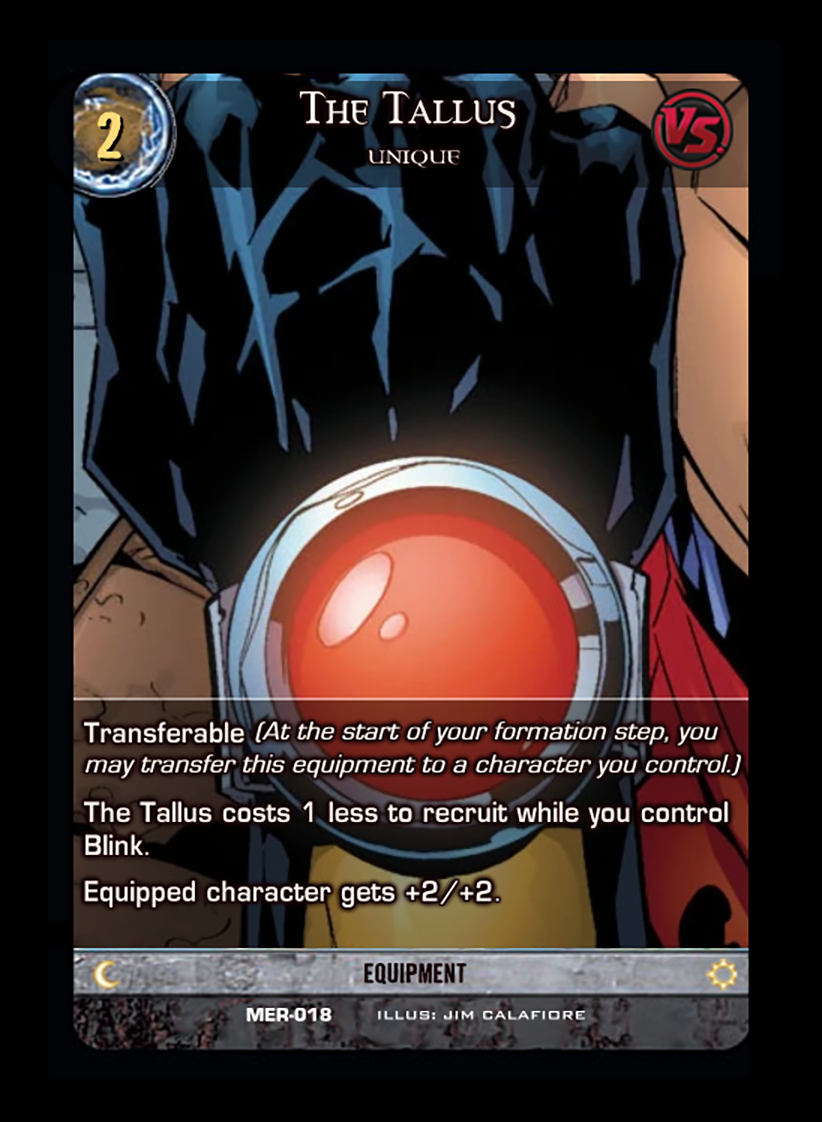 2
The Tallus
UNIQUE
VS.
Transferable (At the start of your formation step, you
may transfer this equipment to a character you control.)
The Tallus costs 1 less to recruit while you control
Blink.
Equipped character gets +2/+2.
EQUIPMENT
MER-018 ILLUS: JIM CALAFIORE